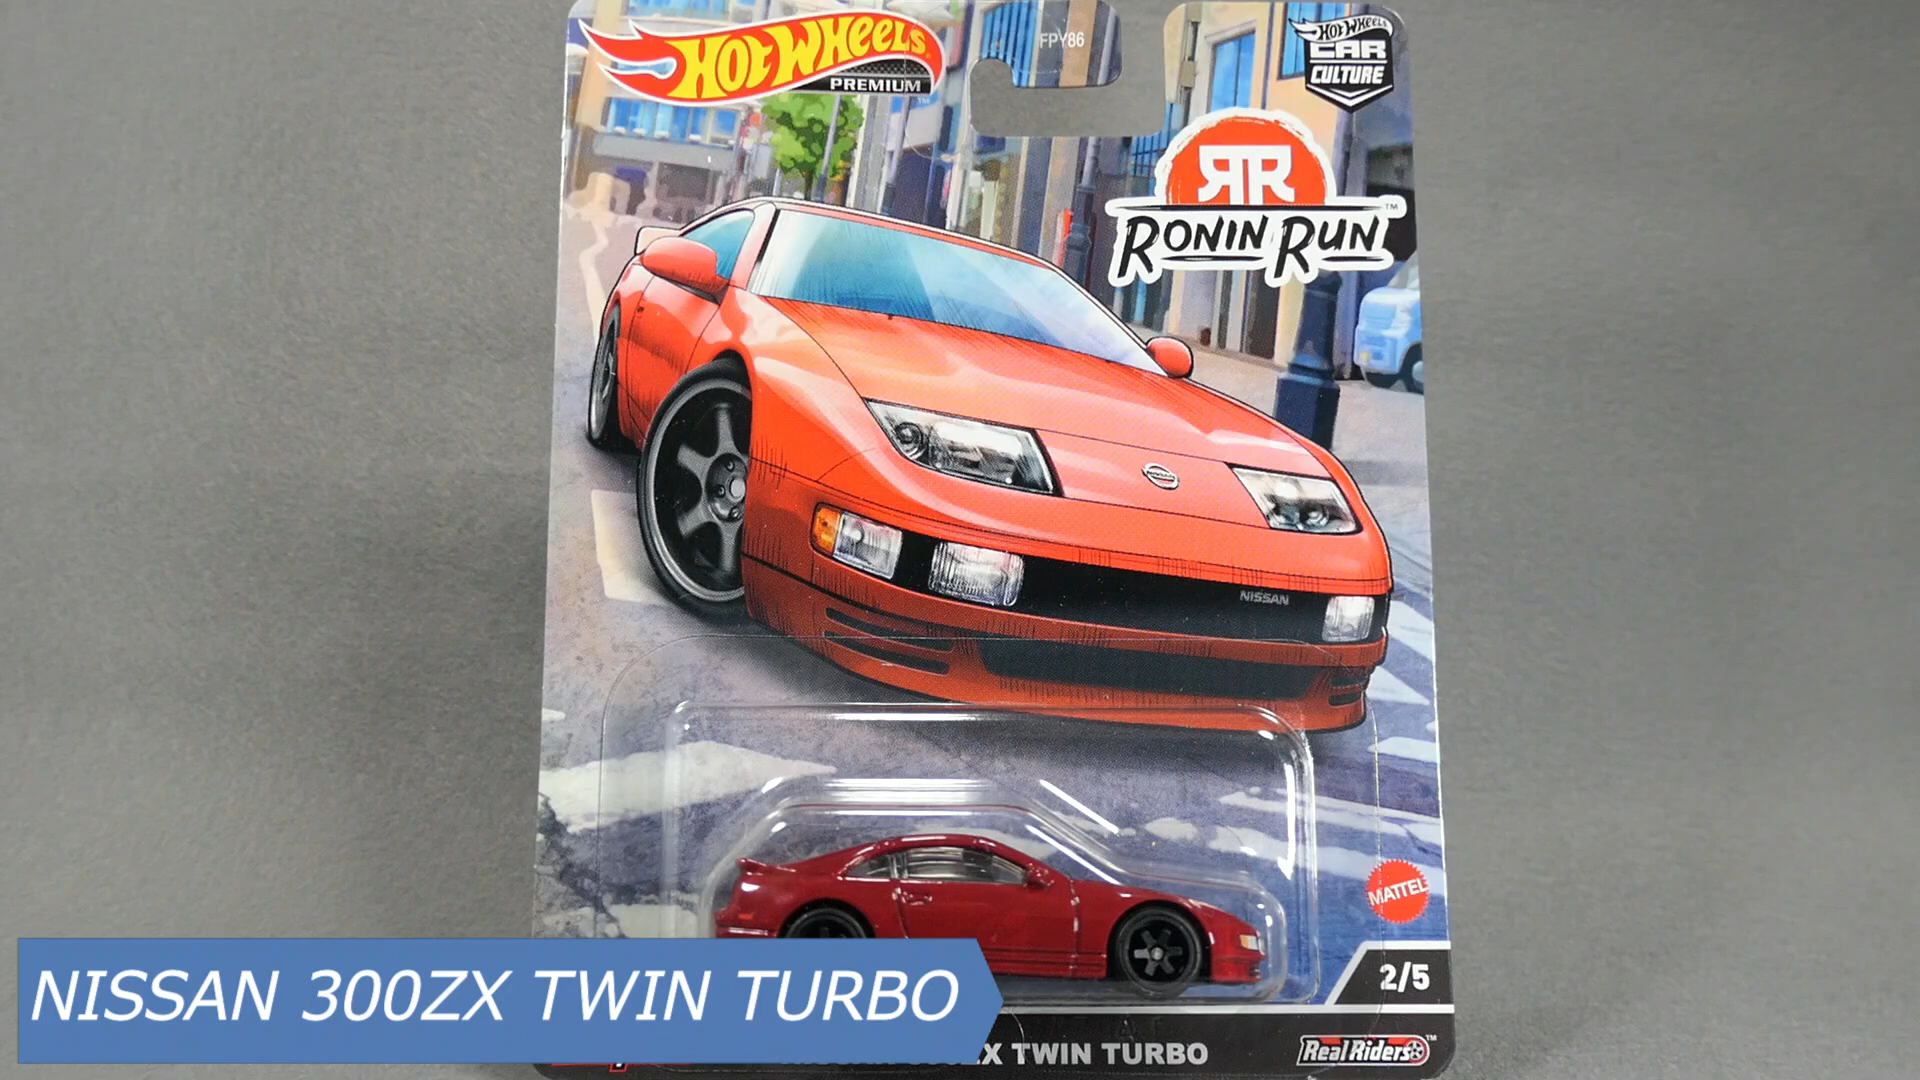 HOT WHEELS
PREMIUM
FPY86
HOT WHEELS
CAR
CULTURE
RR
RONIN RUN
NISSAN
MATTEL
2/5
NISSAN 300ZX TWIN TURBO
X TWIN TURBO
Real Riders